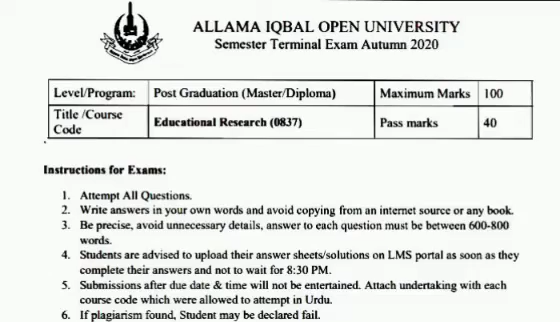 ALLAMA IQBAL OPEN UNIVERSITY
Semester Terminal Exam Autumn 2020
Level/Program: Post Graduation (Master/Diploma) Maximum Marks 100
Title /Course Code Educational Research (0837) Pass marks 40
Instructions for Exams:
1. Attempt All Questions.
2. Write answers in your own words and avoid copying from an internet source or any book.
3. Be precise, avoid unnecessary details, answer to each question must be between 600-800
words.
4. Students are advised to upload their answer sheets/solutions on LMS portal as soon as they
complete their answers and not to wait for 8:30 PM.
5. Submissions after due date & time will not be entertained. Attach undertaking with each
course code which were allowed to attempt in Urdu.
6. If plagiarism found, Student may be declared fail.